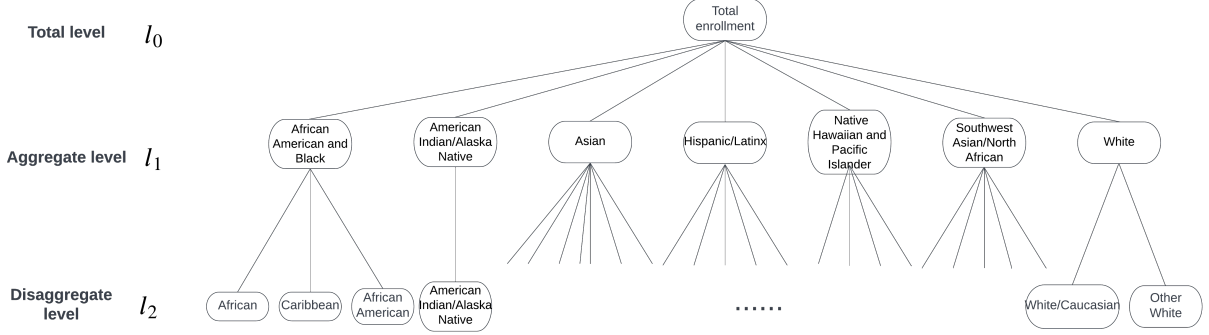 Total level
l0
Total
enrollment
Aggregate level
l1
African
American and
Black
American
Indian/Alaska
Native
Asian
Hispanic/Latinx
Native
Hawaiian and
Pacific
Islander
Southwest
Asian/North
African
White
Disaggregate
level
l2
African
Caribbean
African
American
American
Indian/Alaska
Native
......
White/Caucasian
Other
White